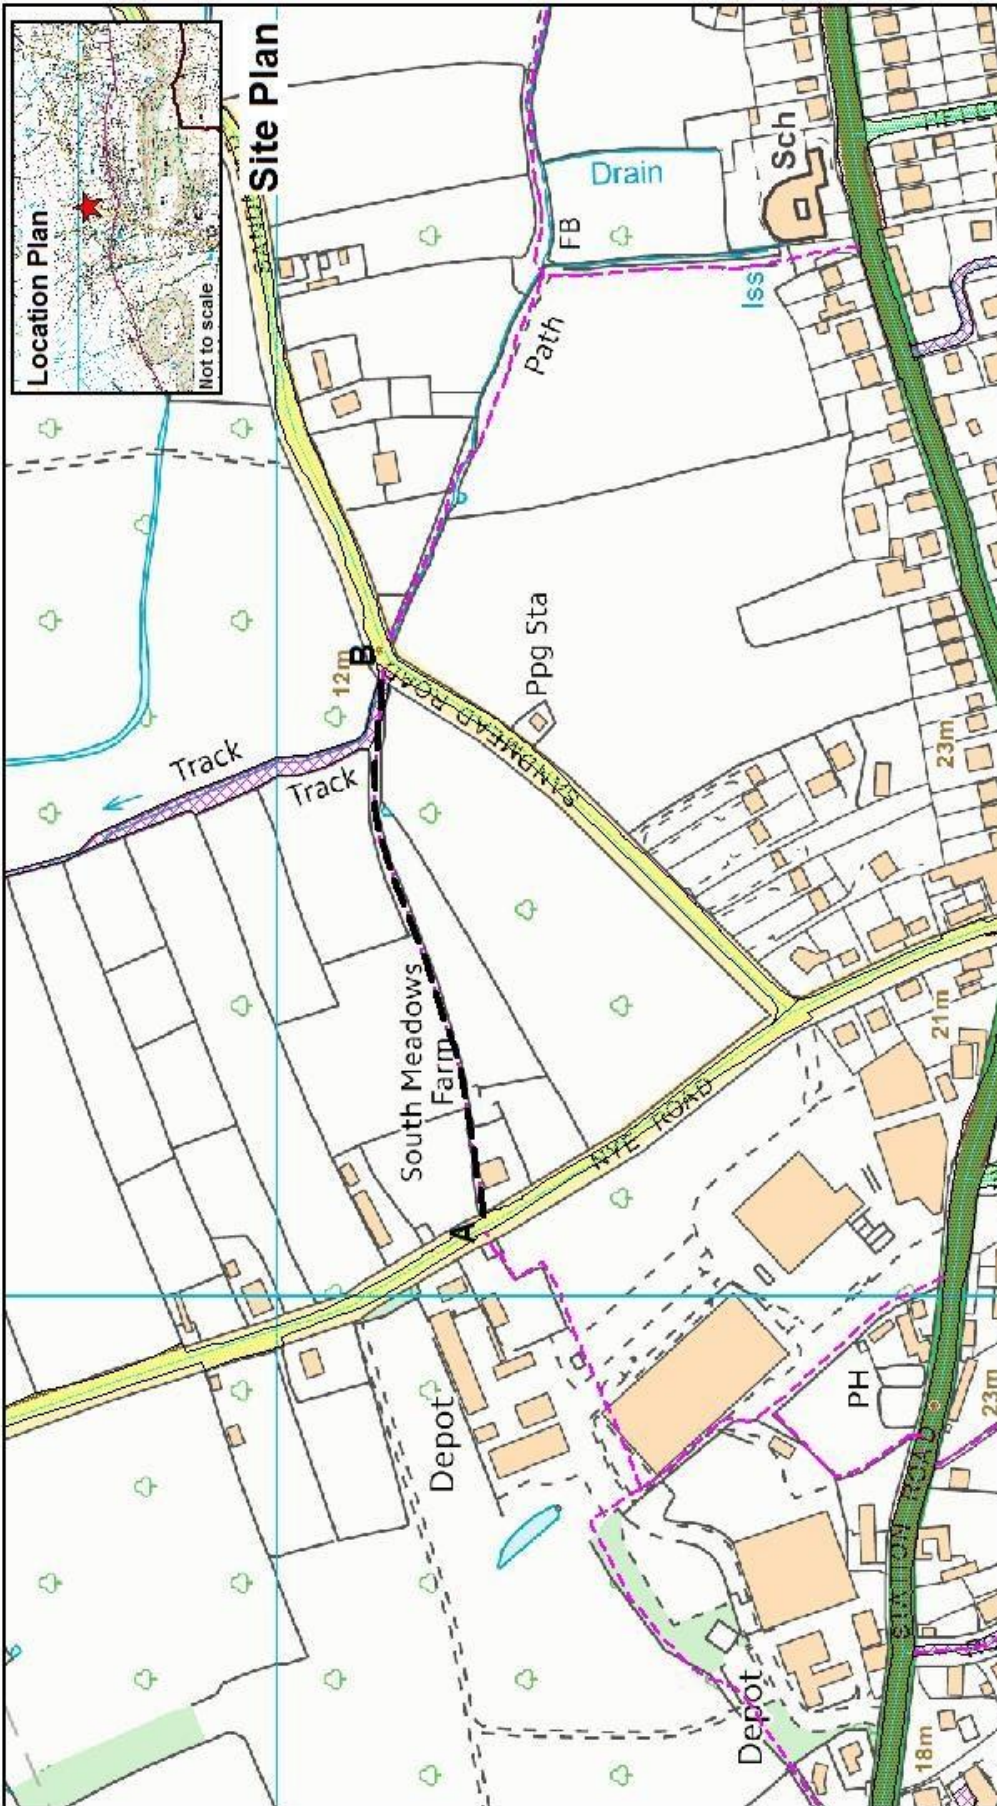 Location Plan
Not to scale
Site Plan
Drain
Sch
FB
Iss
Path
12m
B
SANDMEAD ROAD
Ppg Sta
Track
Track
23m
South Meadows
Farm
21m
NYE ROAD
A
Depot
PH
23m
STATION ROAD
Depot
18m